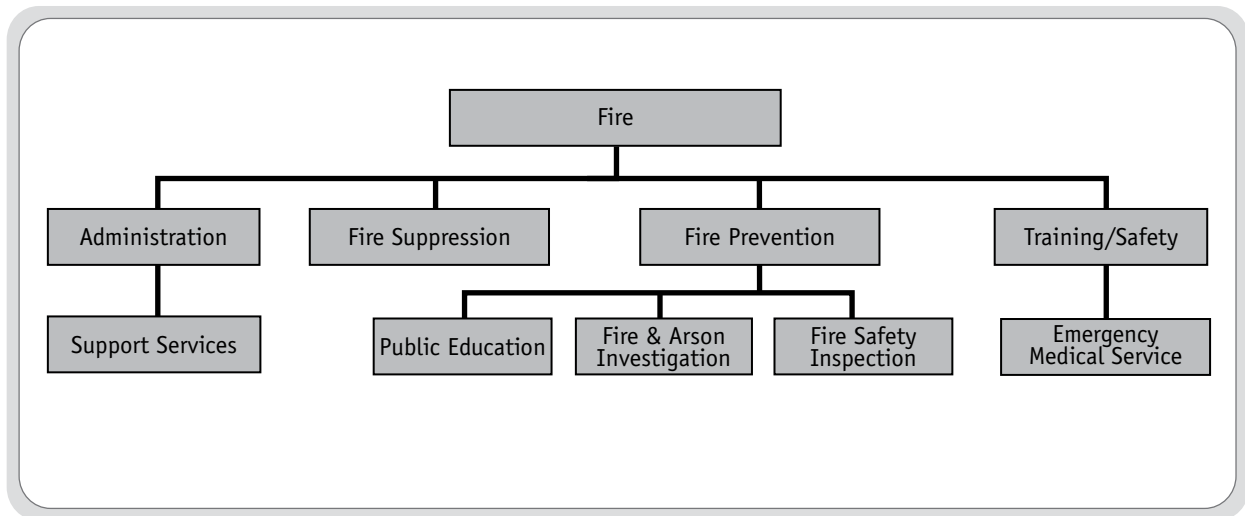 Fire
Administration
Fire Suppression
Fire Prevention
Training/Safety
Support Services
Public Education
Fire & Arson
Investigation
Fire Safety
Inspection
Emergency
Medical Service